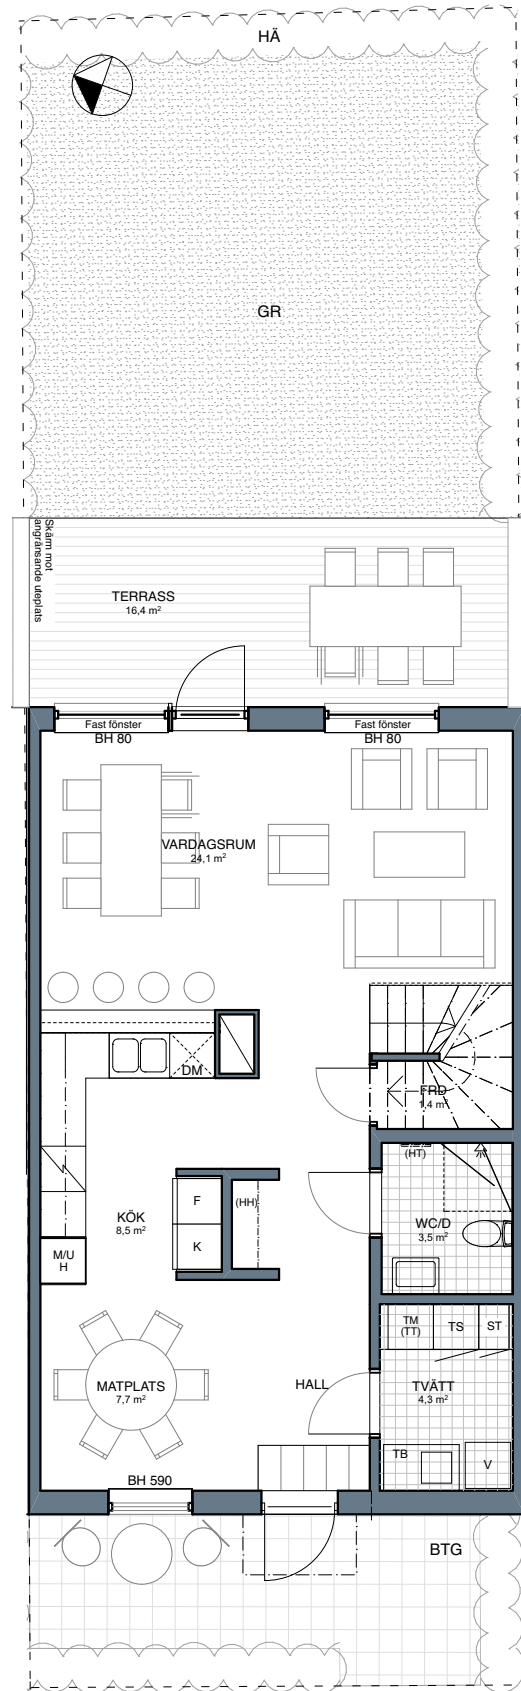 HÄ
GR
Skärm mot
angränsande uteplats
TERRASS
16,4 m²
Fast fönster
BH 80
Fast fönster
BH 80
VARDAGSRUM
24,1 m²
DM
FRD
1,4 m²
(HT)
F
(HH)
KÖK
8,5 m²
WC/D
3,5 m²
K
M/U
H
TM
(TT)
TS
ST
MATPLATS
7,7 m²
HALL
TVÄTT
4,3 m²
TB
V
BH 590
BTG